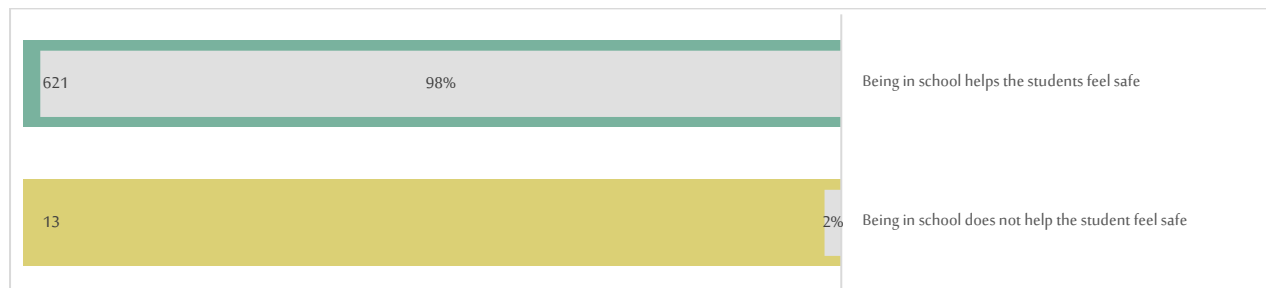 621 98% Being in school helps the students feel safe
13 2% Being in school does not help the student feel safe